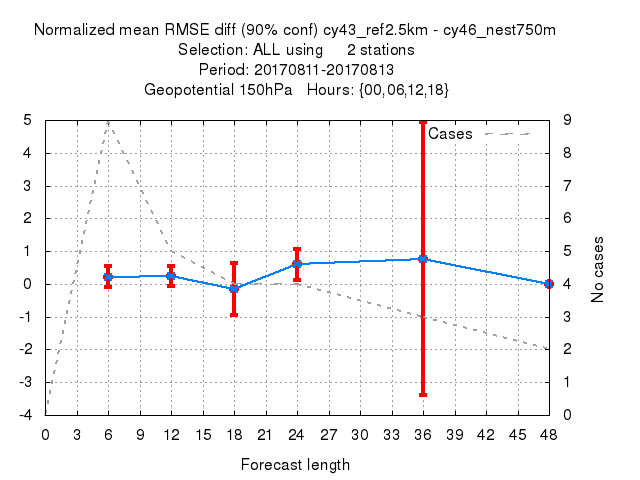 Normalized mean RMSE diff (90% conf) cy43_ref2.5km - cy46_nest750m
Selection: ALL using 2 stations
Period: 20170811-20170813
Geopotential 150hPa Hours: {00,06,12,18}
Cases
5
4
3
2
1
0
-1
-2
-3
-4
9
8
7
6
5
4
3
2
1
0
No cases
0 3 6 9 12 15 18 21 24 27 30 33 36 39 42 45 48
Forecast length